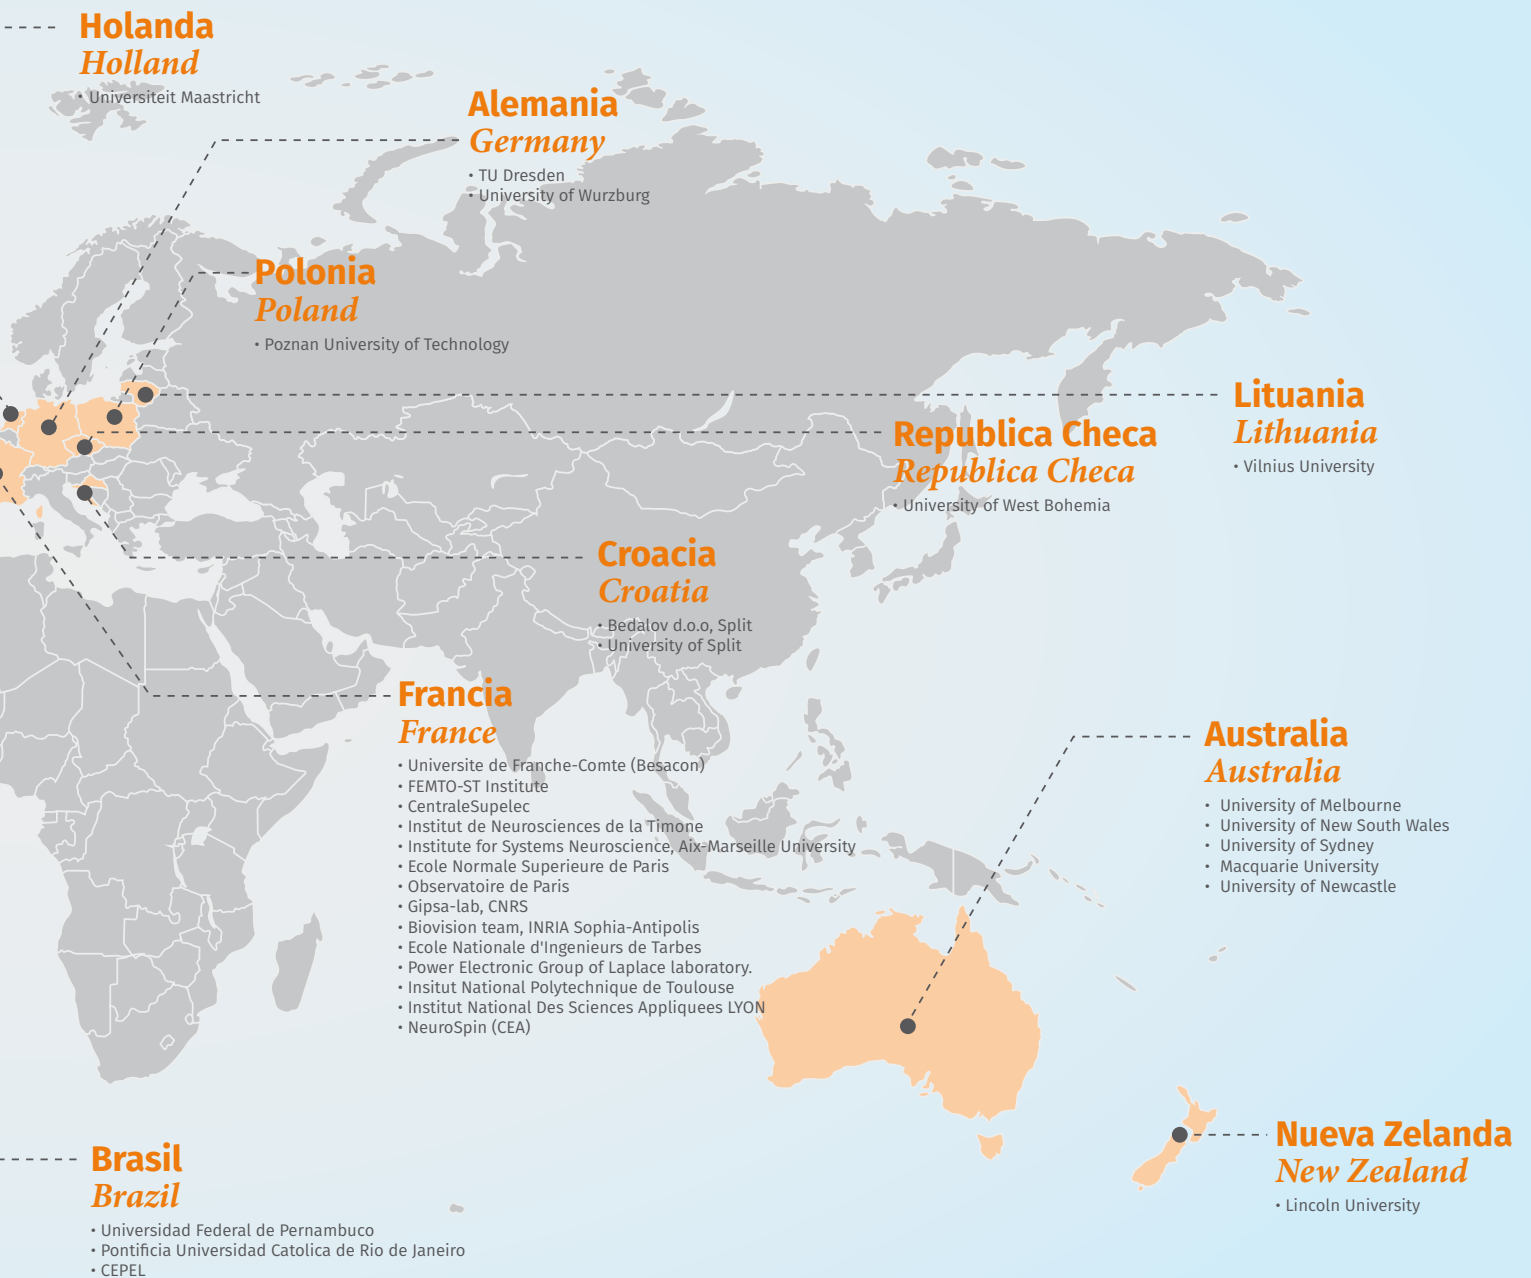 Holanda
Holland
• Universiteit Maastricht
Alemania
Germany
• TU Dresden
• University of Wurzburg
Polonia
Poland
• Poznan University of Technology
Lituania
Lithuania
• Vilnius University
Republica Checa
Republica Checa
• University of West Bohemia
Croacia
Croatia
• Bedalov d.o.o, Split
• University of Split
Francia
France
• Universite de Franche-Comte (Besacon)
• FEMTO-ST Institute
• CentraleSupelec
• Institut de Neurosciences de la Timone
• Institute for Systems Neuroscience, Aix-Marseille University
• Ecole Normale Superieure de Paris
• Observatoire de Paris
• Gipsa-lab, CNRS
• Biovision team, INRIA Sophia-Antipolis
• Ecole Nationale d'Ingenieurs de Tarbes
• Power Electronic Group of Laplace laboratory.
• Insitut National Polytechnique de Toulouse
• Institut National Des Sciences Appliquees LYON
• NeuroSpin (CEA)
Australia
Australia
• University of Melbourne
• University of New South Wales
• University of Sydney
• Macquarie University
• University of Newcastle
Nueva Zelanda
New Zealand
• Lincoln University
Brasil
Brazil
• Universidad Federal de Pernambuco
• Pontificia Universidad Catolica de Rio de Janeiro
• CEPEL